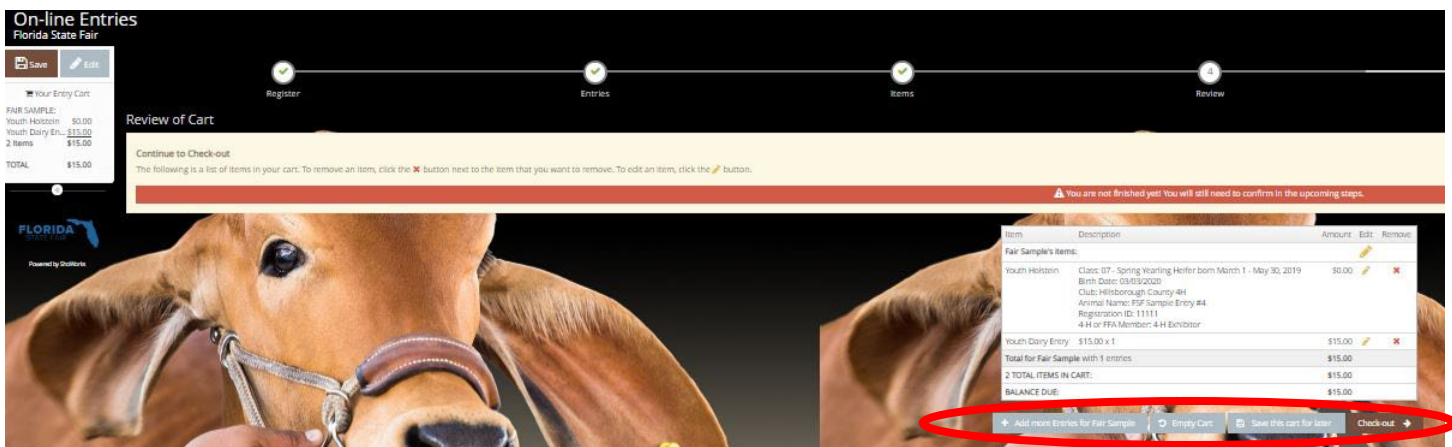 On-line Entries
Florida State Fair
Save Edit
Your Entry Cart
FAIR SAMPLE:
Youth Holstein $0.00
Youth Dairy En... $15.00
2 Items $15.00
TOTAL $15.00
FLORIDA
STATE FAIR
Powered by ShoWorks
Register Entries Items 4 Review
Review of Cart
Continue to Check-out
The following is a list of items in your cart. To remove an item, click the ✖ button next to the item that you want to remove. To edit an item, click the button.
You are not finished yet! You will still need to confirm in the upcoming steps.
Item Description Amount Edit Remove
Fair Sample's items:
Youth Holstein Class: 07 - Spring Yearling Heifer born March 1 - May 30, 2019 $0.00
Birth Date: 03/03/2020
Club: Hillsborough County 4H
Animal Name: FSF Sample Entry #4
Registration ID: 11111
4-H or FFA Member: 4-H Exhibitor
Youth Dairy Entry $15.00 x 1 $15.00
Total for Fair Sample with 1 entries $15.00
2 TOTAL ITEMS IN CART: $15.00
BALANCE DUE: $15.00
+ Add more Entries for Fair Sample Empty Cart Save this cart for later Check-out